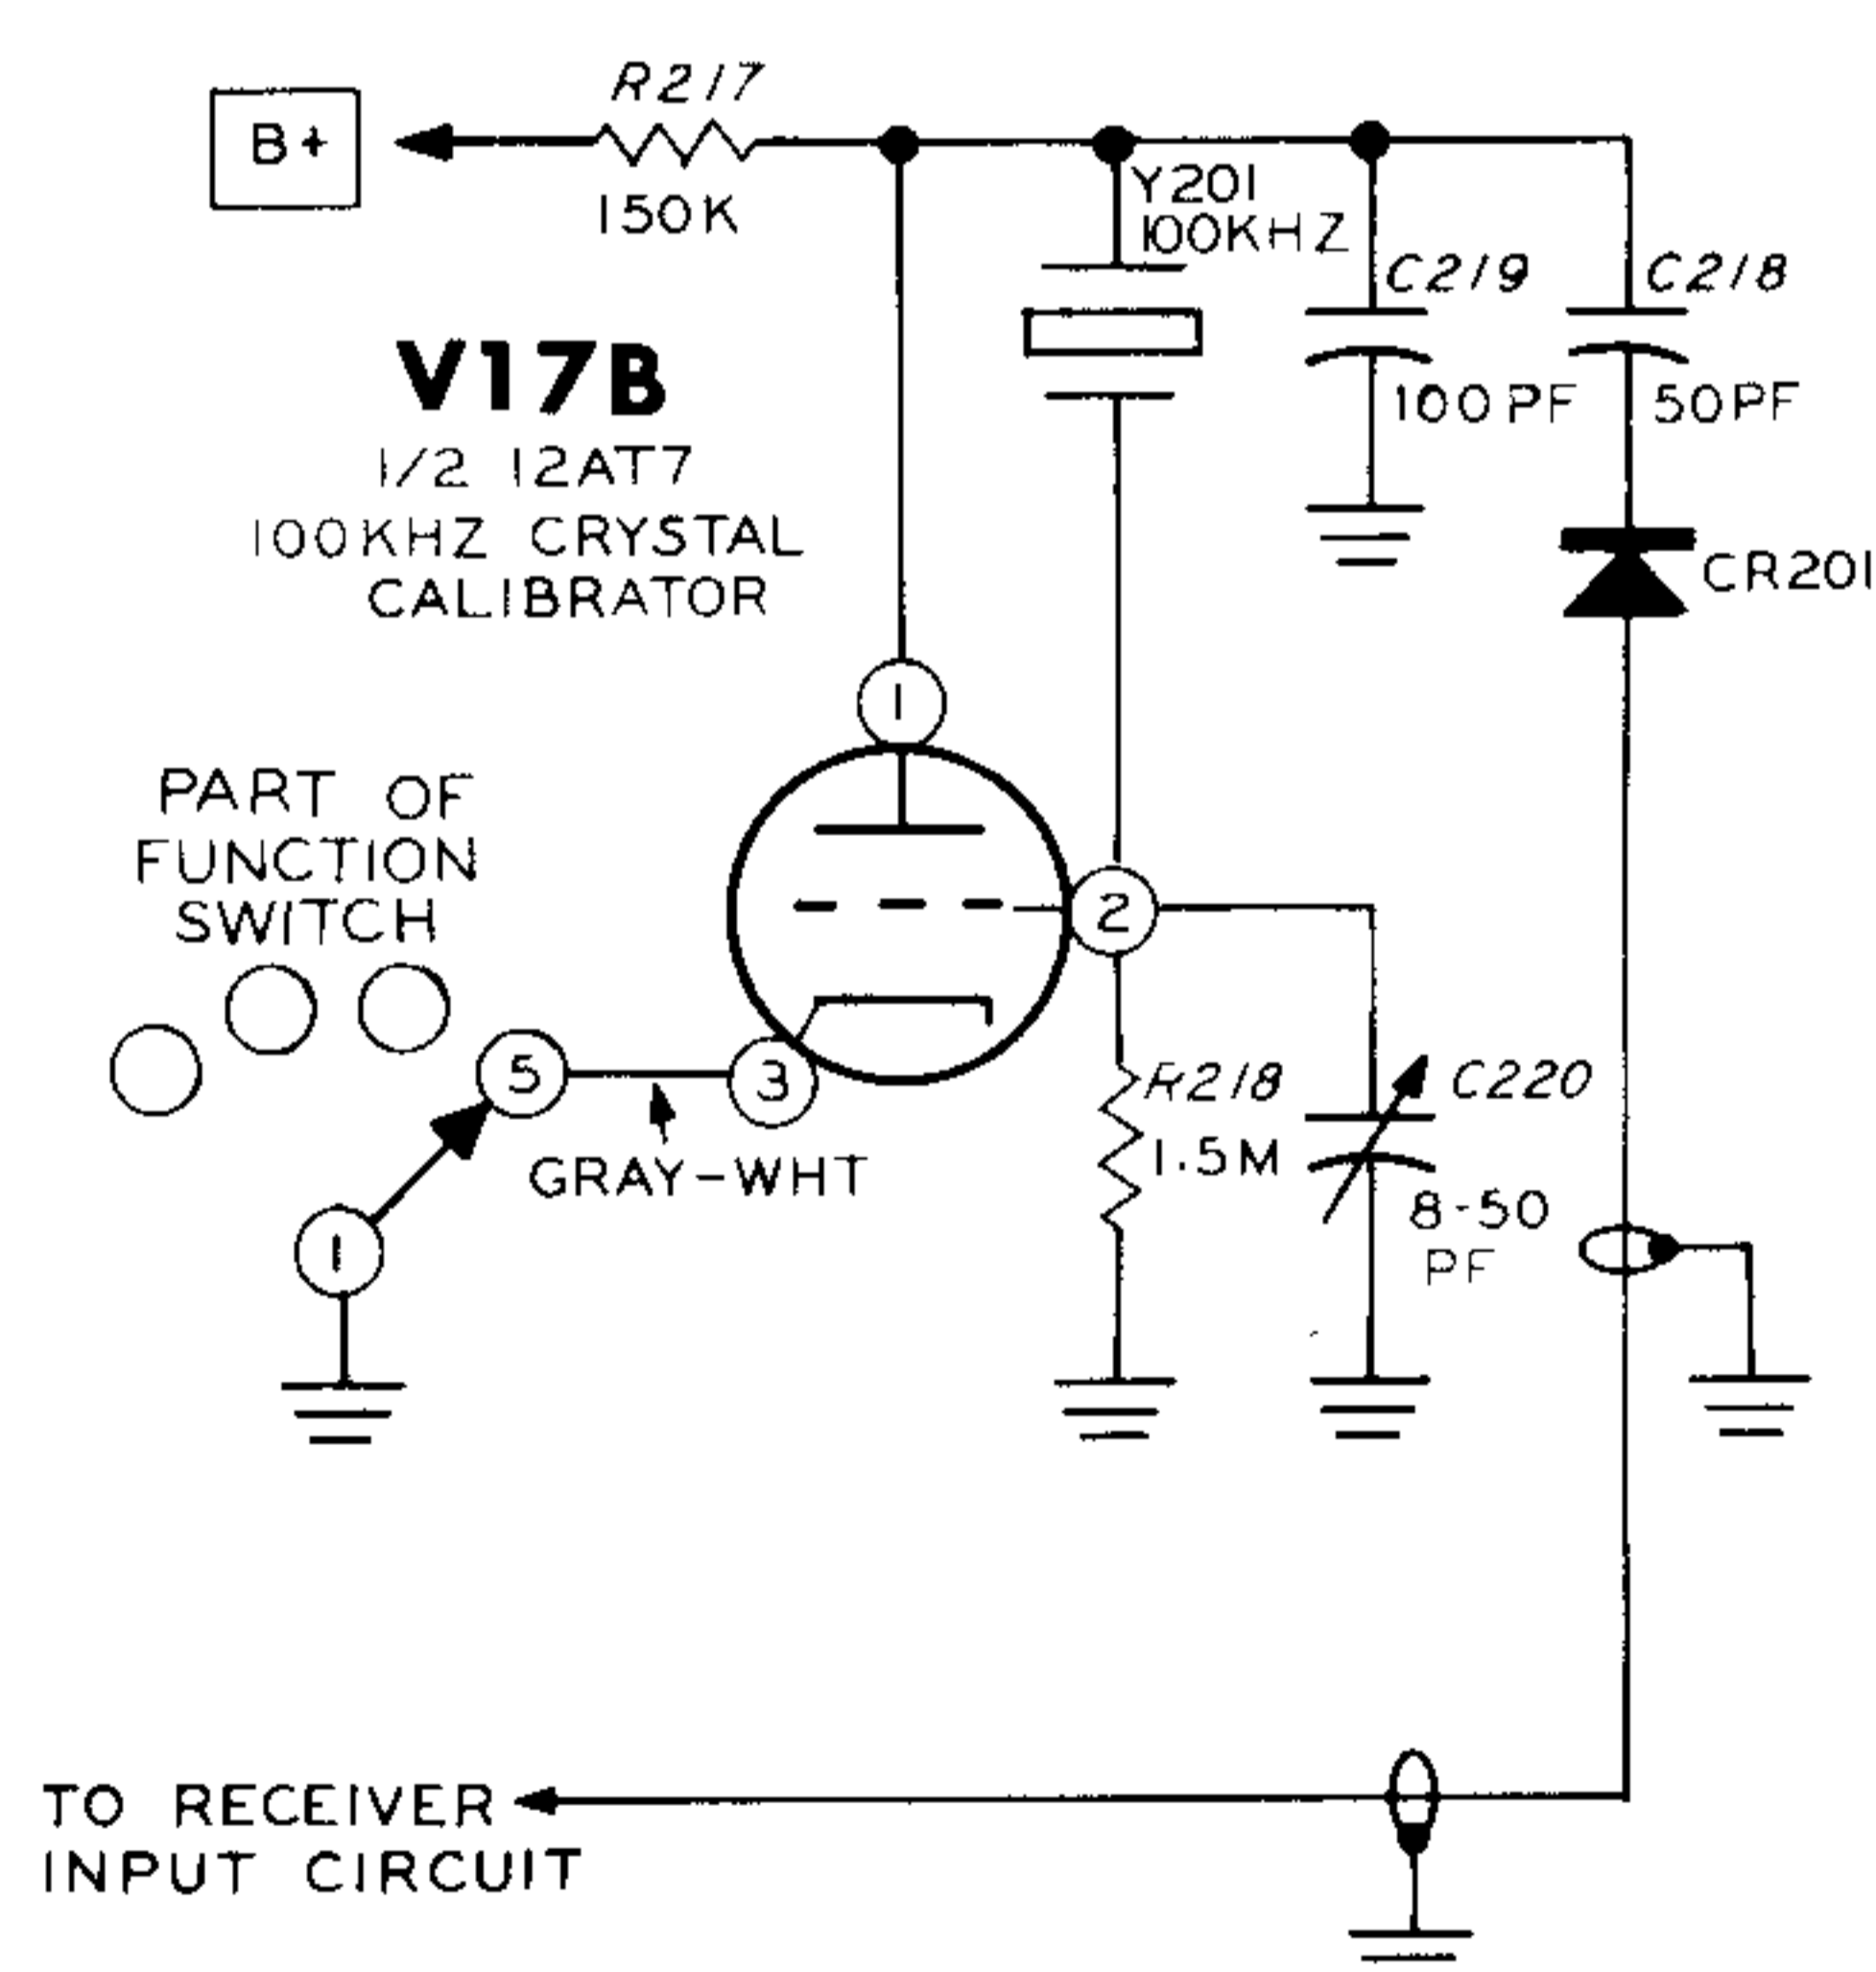 B+
R217
150K
Y201
100KHZ
C219
100PF
C218
50PF
CR201
V17B
1/2 12AT7
100KHZ CRYSTAL
CALIBRATOR
1
2
3
PART OF
FUNCTION
SWITCH
5
1
GRAY-WHT
R218
1.5M
C220
8-50
PF
TO RECEIVER
INPUT CIRCUIT